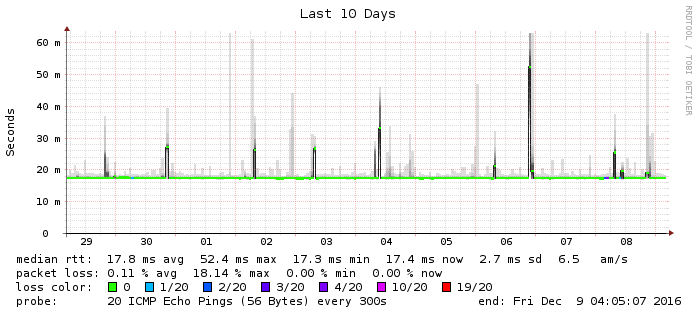 Last 10 Days
RRDTOOL / TOBI OETIKER
Seconds
60 m
50 m
40 m
30 m
20 m
10 m
0
29 30 01 02 03 04 05 06 07 08
median rtt: 17.8 ms avg 52.4 ms max 17.3 ms min 17.4 ms now 2.7 ms sd 6.5 am/s
packet loss: 0.11 % avg 18.14 % max 0.00 % min 0.00 % now
loss color: 0 1/20 2/20 3/20 4/20 10/20 19/20
probe: 20 ICMP Echo Pings (56 Bytes) every 300s end: Fri Dec 9 04:05:07 2016